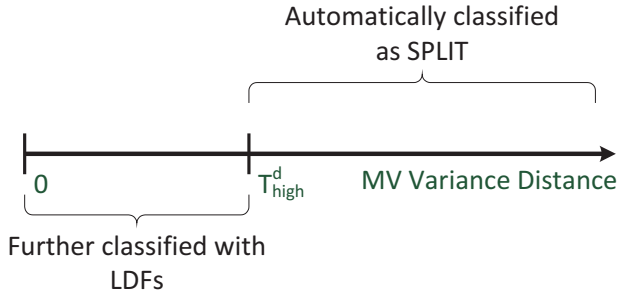 Automatically classified
as SPLIT
0
T^d_high
MV Variance Distance
Further classified with
LDFs